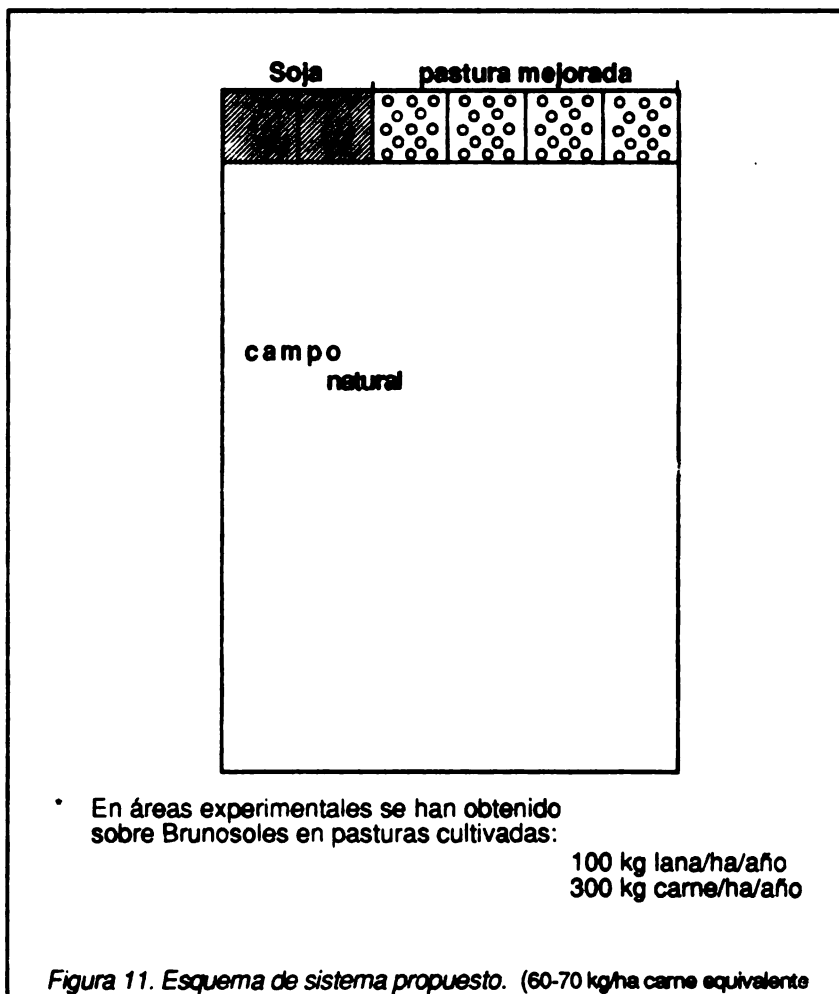 Soja pastura mejorada
campo
natural
* En áreas experimentales se han obtenido
sobre Brunosoles en pasturas cultivadas:
100 kg lana/ha/año
300 kg carne/ha/año
Figura 11. Esquema de sistema propuesto. (60-70 kg/ha carne equivalente